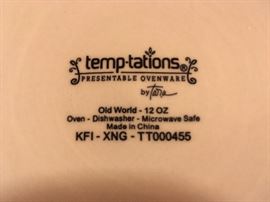 temp-tations®
PRESENTABLE OVENWARE
by Tara
Old World - 12 OZ
Oven - Dishwasher - Microwave Safe
Made in China
KFI - XNG - TT000455